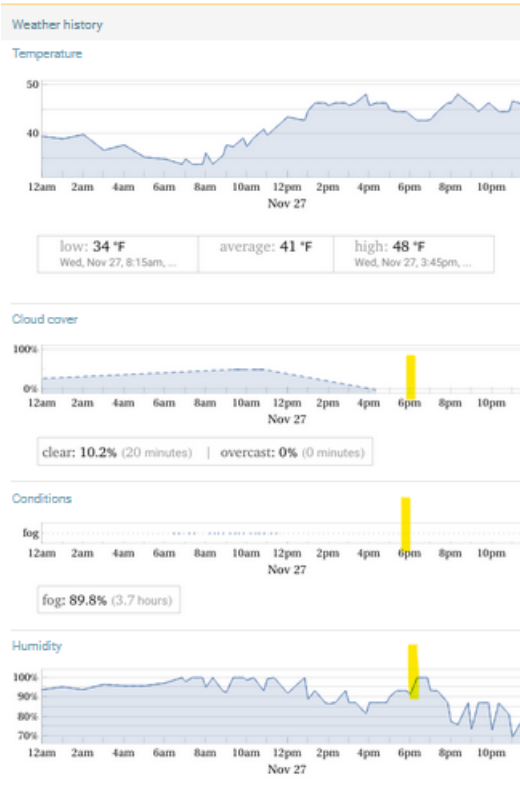 Weather history
Temperature
50
40
12am 2am 4am 6am 8am 10am 12pm 2pm 4pm 6pm 8pm 10pm
Nov 27
low: 34 °F average: 41 °F high: 48 °F
Wed, Nov 27, 8:15am, ... Wed, Nov 27, 3:45pm, ...
Cloud cover
100%
0%
12am 2am 4am 6am 8am 10am 12pm 2pm 4pm 6pm 8pm 10pm
Nov 27
clear: 10.2% (20 minutes) | overcast: 0% (0 minutes)
Conditions
fog
12am 2am 4am 6am 8am 10am 12pm 2pm 4pm 6pm 8pm 10pm
Nov 27
fog: 89.8% (3.7 hours)
Humidity
100%
90%
80%
70%
12am 2am 4am 6am 8am 10am 12pm 2pm 4pm 6pm 8pm 10pm
Nov 27